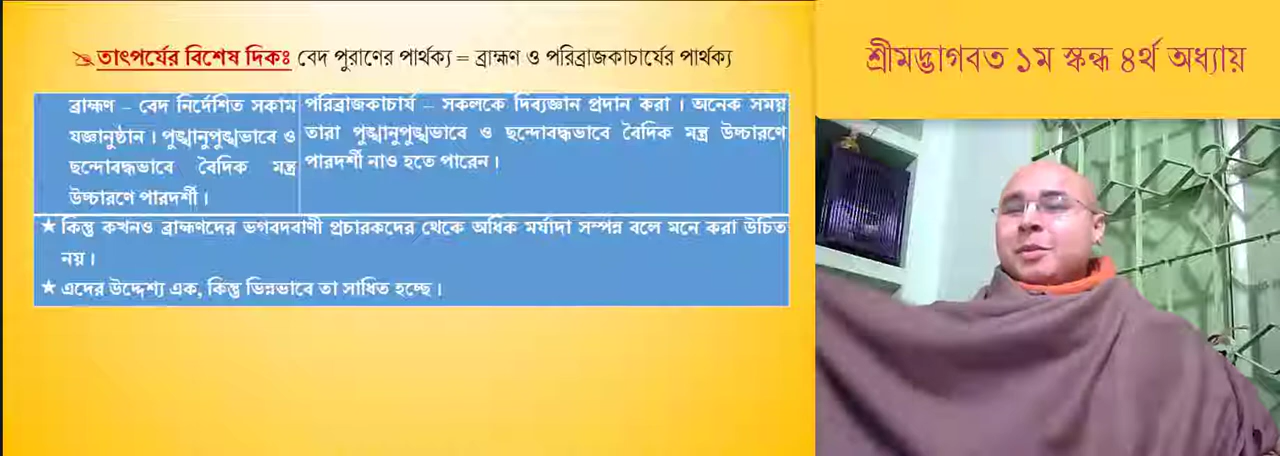 তাৎপর্যের বিশেষ দিকঃ বেদ পুরাণের পার্থক্য = ব্রাহ্মণ ও পরিব্রাজকাচার্যের পার্থক্য
ব্রাহ্মণ – বেদ নির্দেশিত সকাম
যজ্ঞানুষ্ঠান। পুঙ্খানুপুঙ্খভাবে ও
ছন্দোবদ্ধভাবে বৈদিক মন্ত্র
উচ্চারণে পারদর্শী।
পরিব্রাজকাচার্য – সকলকে দিব্যজ্ঞান প্রদান করা। অনেক সময়
তারা পুঙ্খানুপুঙ্খভাবে ও ছন্দোবদ্ধভাবে বৈদিক মন্ত্র উচ্চারণে
পারদর্শী নাও হতে পারেন।
★ কিন্তু কখনও ব্রাহ্মণদের ভগবদবাণী প্রচারকদের থেকে অধিক মর্যাদা সম্পন্ন বলে মনে করা উচিত
নয়।
★ এদের উদ্দেশ্য এক, কিন্তু ভিন্নভাবে তা সাধিত হচ্ছে।
শ্রীমদ্ভাগবত ১ম স্কন্ধ ৪র্থ অধ্যায়